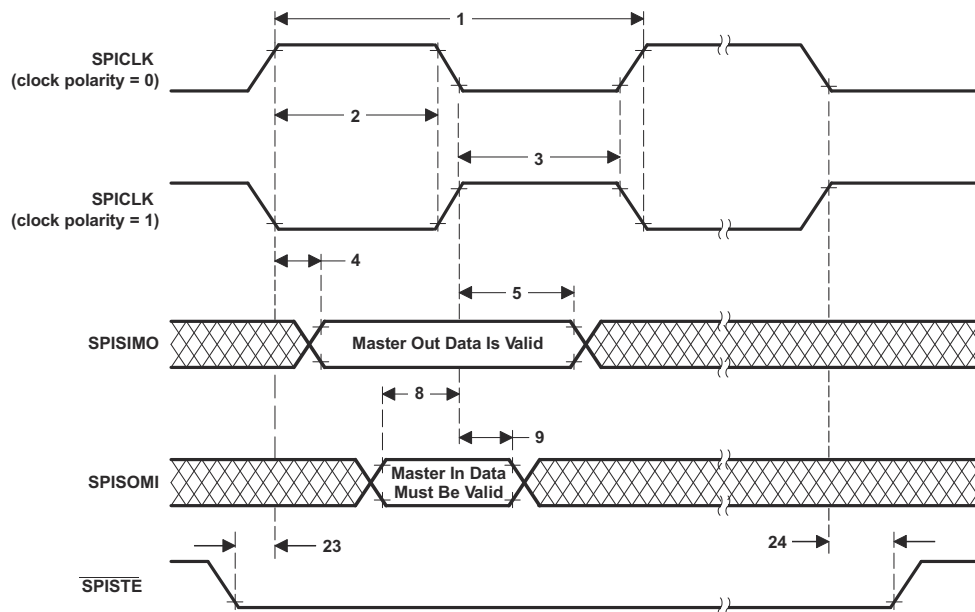 1
SPICLK
(clock polarity = 0)
2
3
SPICLK
(clock polarity = 1)
4
5
SPISIMO
Master Out Data Is Valid
8
9
SPISOMI
Master In Data
Must Be Valid
23
24
SPISTE